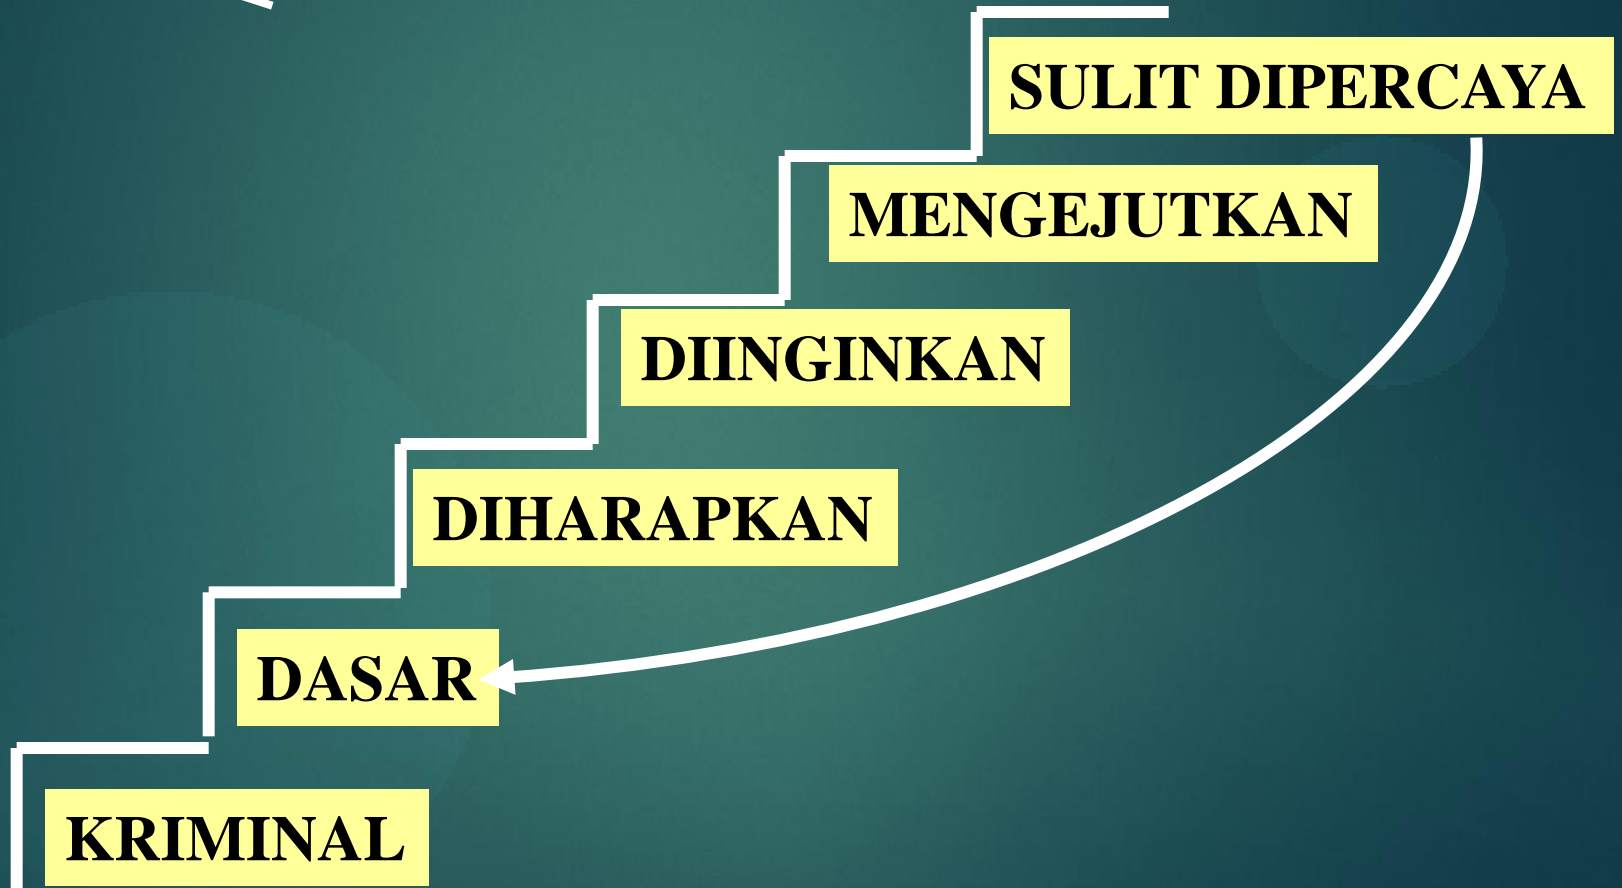 SULIT DIPERCAYA
MENGEJUTKAN
DIINGINKAN
DIHARAPKAN
DASAR
KRIMINAL